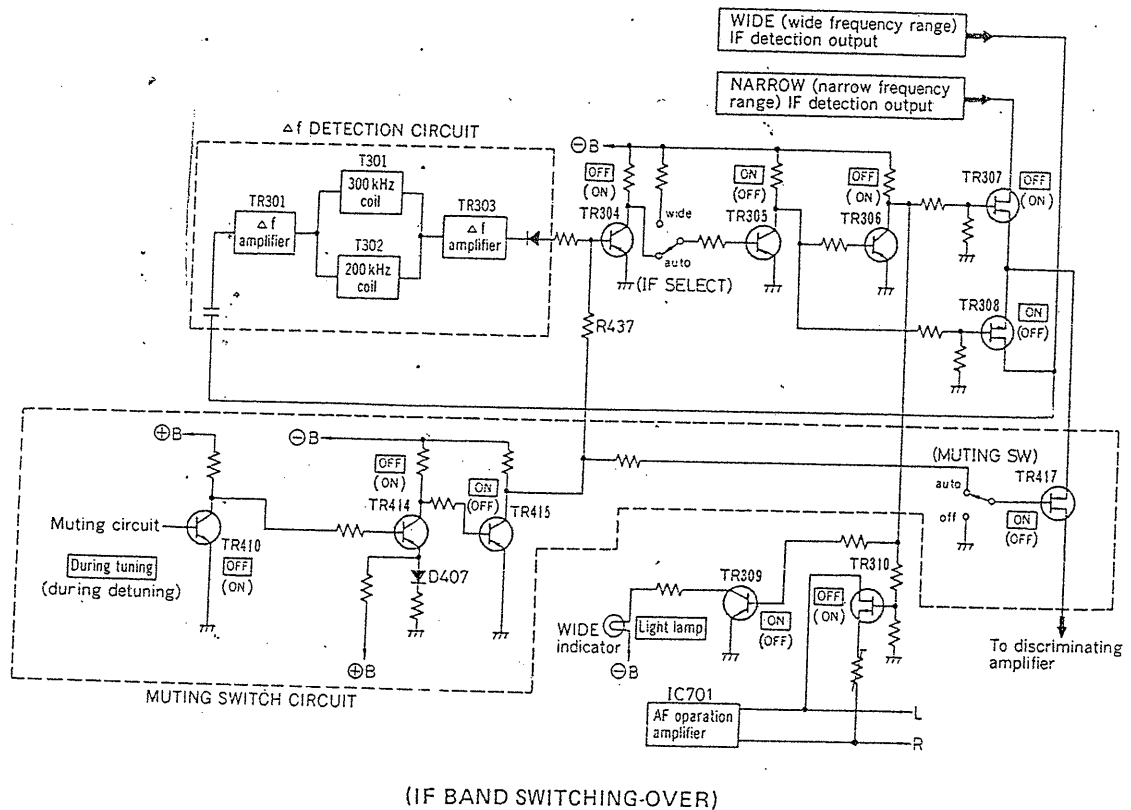 WIDE (wide frequency range)
IF detection output
NARROW (narrow frequency
range) IF detection output
Δf DETECTION CIRCUIT
T301
300 kHz
coil
TR301
Δf
amplifier
T302
200 kHz
coil
TR303
Δf
amplifier
⊖B
OFF
(ON)
TR304
wide
auto
(IF SELECT)
ON
(OFF)
TR305
OFF
(ON)
TR306
TR307
OFF
(ON)
TR308
ON
(OFF)
R437
⊕B
⊖B
OFF
(ON)
TR414
ON
(OFF)
TR415
(MUTING SW)
auto
off
TR417
ON
(OFF)
Muting circuit
TR410
OFF
(ON)
During tuning
(during detuning)
D407
⊕B
MUTING SWITCH CIRCUIT
TR309
ON
(OFF)
TR310
OFF
(ON)
WIDE
indicator
Light lamp
⊖B
To discriminating
amplifier
IC701
AF operation
amplifier
L
R
(IF BAND SWITCHING-OVER)